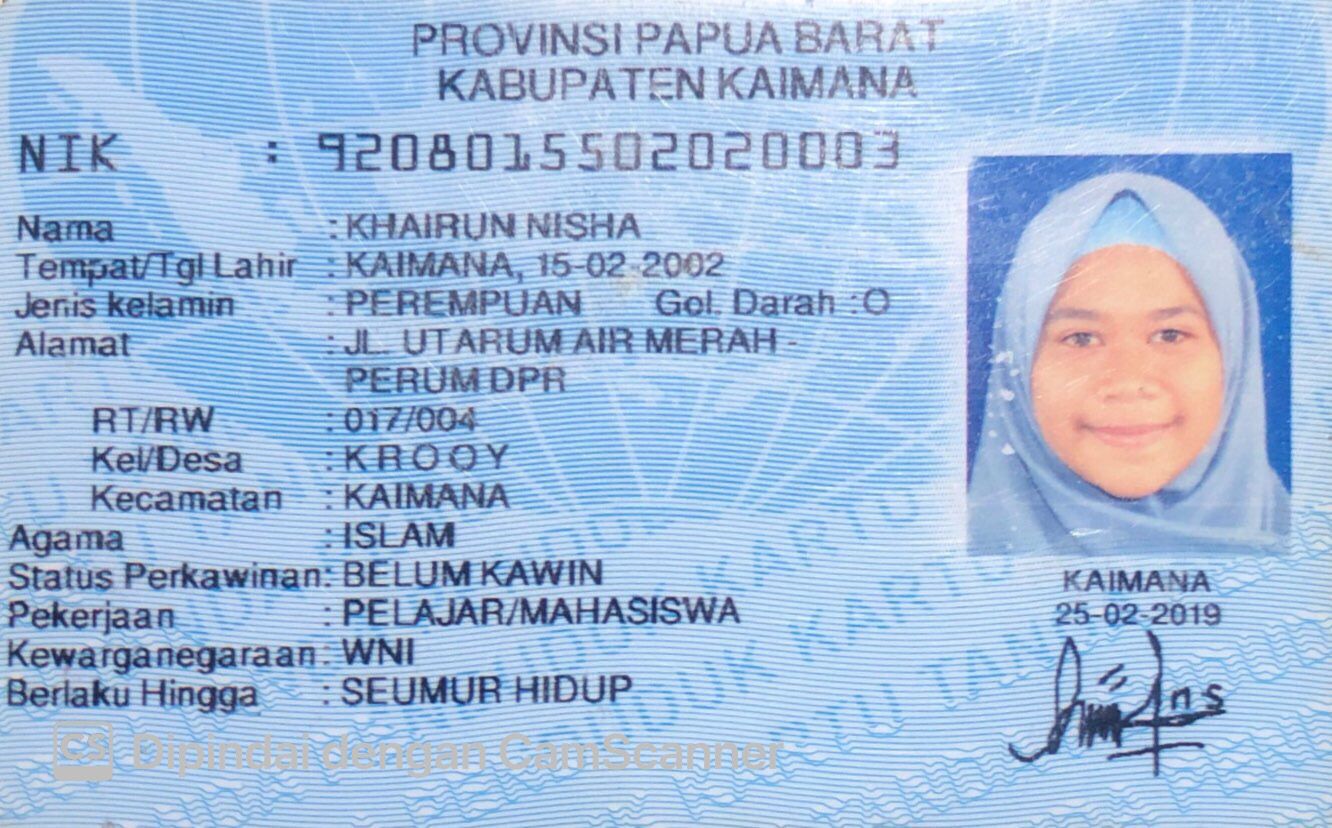 PROVINSI PAPUA BARAT
KABUPATEN KAIMANA
NIK : 9208015502020003
Nama : KHAIRUN NISHA
Tempat/Tgl Lahir : KAIMANA, 15-02-2002
Jenis kelamin : PEREMPUAN Gol. Darah : O
Alamat : JL. UTARUM AIR MERAH -
PERUM DPR
RT/RW : 017/004
Kel/Desa : KROOY
Kecamatan : KAIMANA
Agama : ISLAM
Status Perkawinan: BELUM KAWIN
Pekerjaan : PELAJAR/MAHASISWA
Kewarganegaraan: WNI
Berlaku Hingga : SEUMUR HIDUP
KAIMANA
25-02-2019
CS Dipindai dengan CamScanner